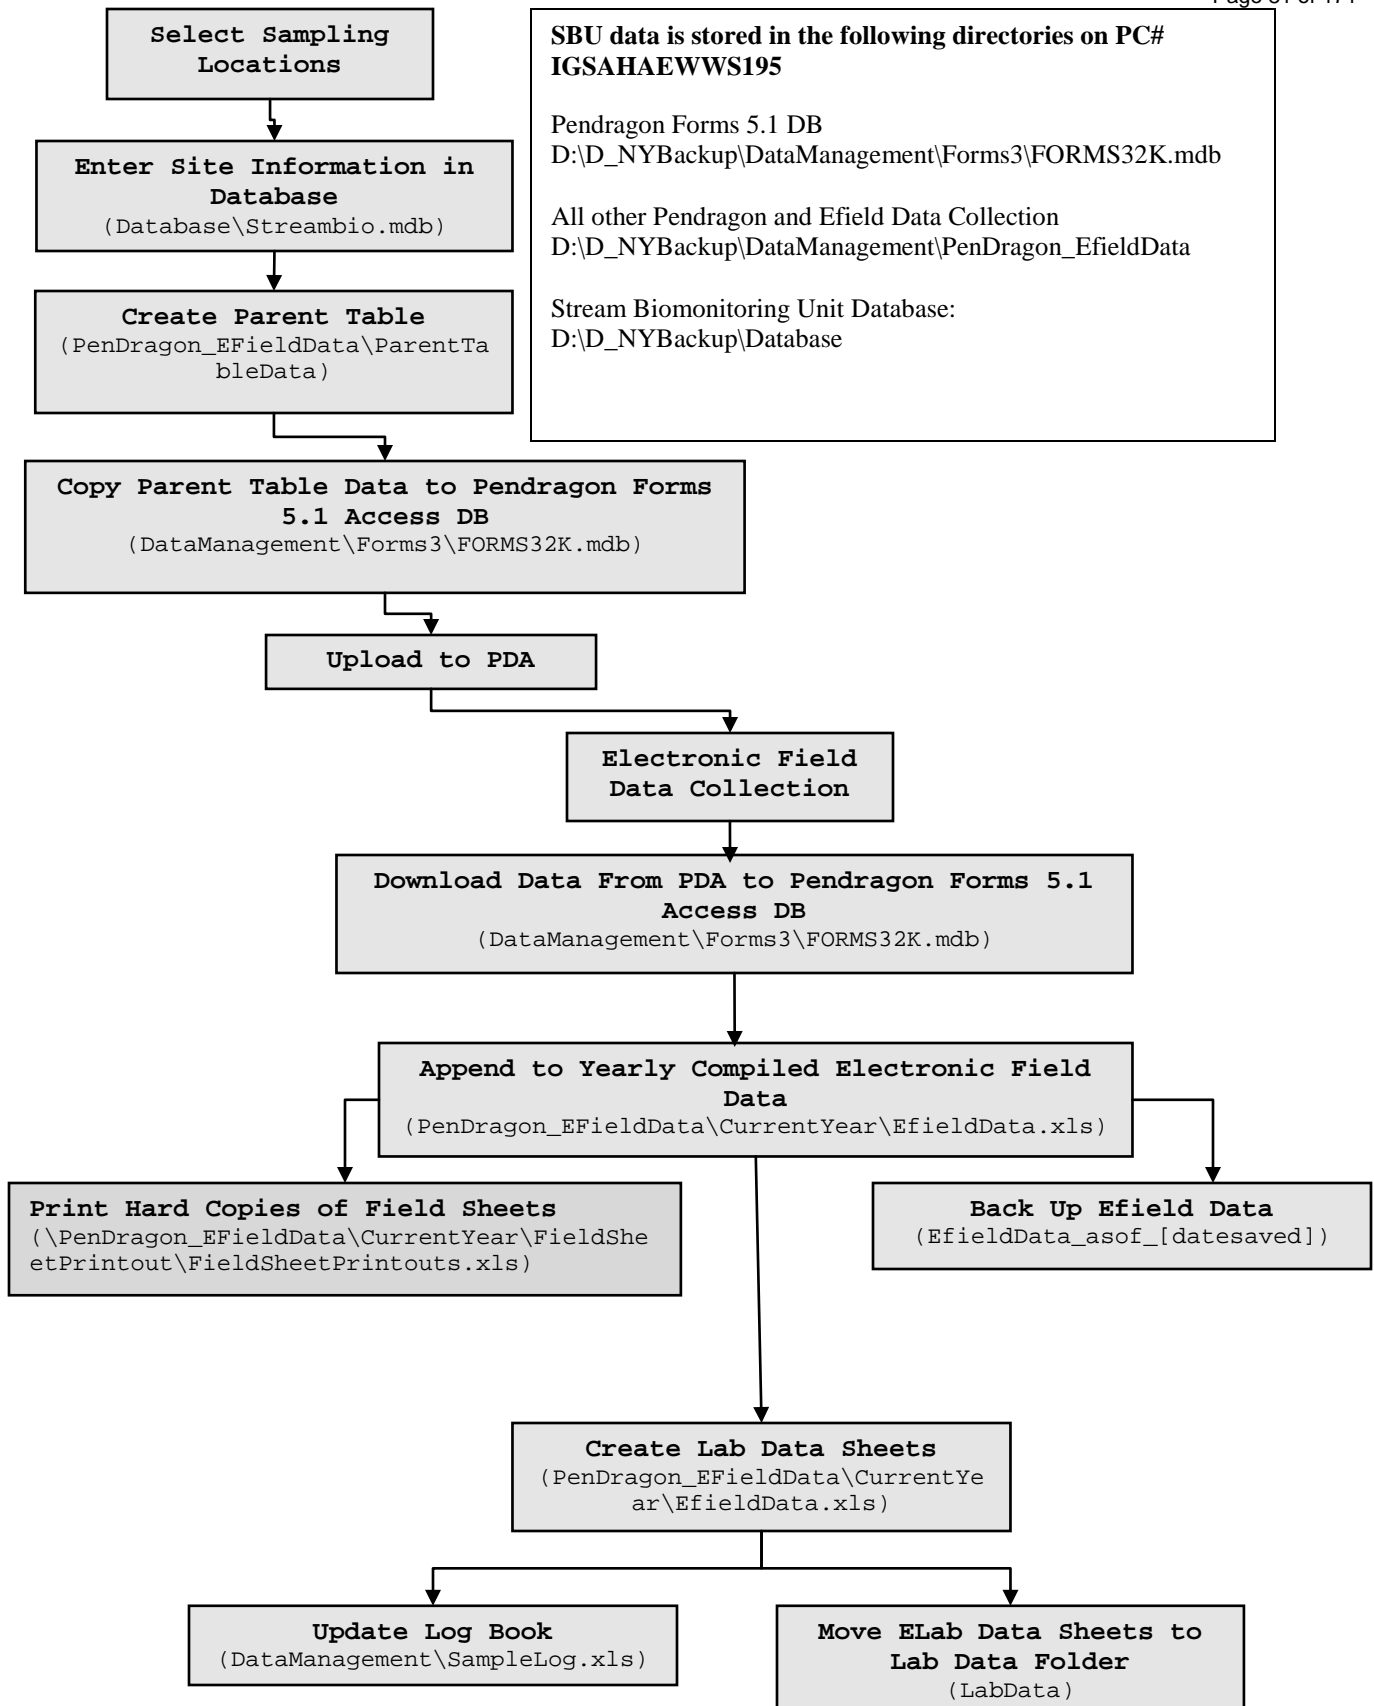 Select Sampling
Locations
SBU data is stored in the following directories on PC#
IGSAHAEWWS195
Pendragon Forms 5.1 DB
D:\D_NYBackup\DataManagement\Forms3\FORMS32K.mdb
All other Pendragon and Efield Data Collection
D:\D_NYBackup\DataManagement\PenDragon_EfieldData
Stream Biomonitoring Unit Database:
D:\D_NYBackup\Database
Enter Site Information in
Database
(Database\Streambio.mdb)
Create Parent Table
(PenDragon_EFieldData\ParentTa
bleData)
Copy Parent Table Data to Pendragon Forms
5.1 Access DB
(DataManagement\Forms3\FORMS32K.mdb)
Upload to PDA
Electronic Field
Data Collection
Download Data From PDA to Pendragon Forms 5.1
Access DB
(DataManagement\Forms3\FORMS32K.mdb)
Append to Yearly Compiled Electronic Field
Data
(PenDragon_EFieldData\CurrentYear\EfieldData.xls)
Print Hard Copies of Field Sheets
(\PenDragon_EFieldData\CurrentYear\FieldShe
etPrintout\FieldSheetPrintouts.xls)
Back Up Efield Data
(EfieldData_asof_[datesaved])
Create Lab Data Sheets
(PenDragon_EFieldData\CurrentYe
ar\EfieldData.xls)
Update Log Book
(DataManagement\SampleLog.xls)
Move ELab Data Sheets to
Lab Data Folder
(LabData)